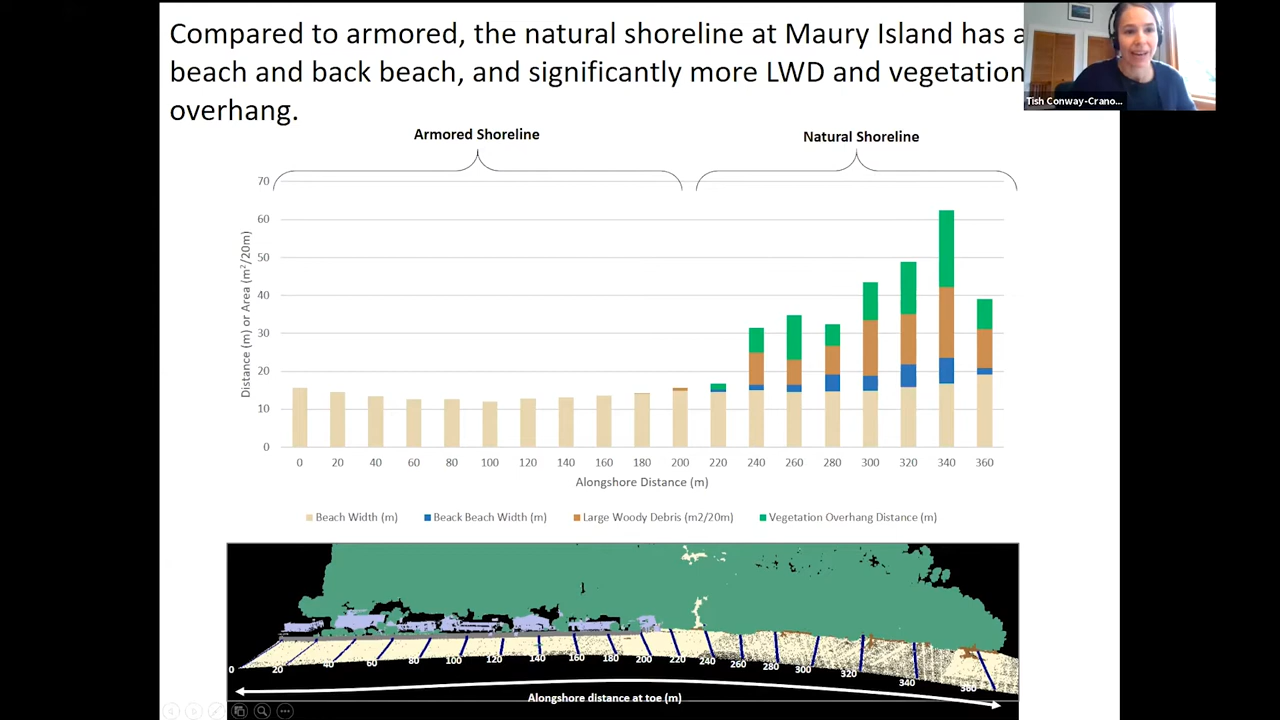 Compared to armored, the natural shoreline at Maury Island has a
beach and back beach, and significantly more LWD and vegetation
overhang.
Tish Conway-Crano...
Armored Shoreline
Natural Shoreline
70
60
50
40
30
20
10
0
Distance (m) or Area (m²/20m)
0 20 40 60 80 100 120 140 160 180 200 220 240 260 280 300 320 340 360
Alongshore Distance (m)
Beach Width (m) Beack Beach Width (m) Large Woody Debris (m2/20m) Vegetation Overhang Distance (m)
0 20 40 60 80 100 120 140 160 180 200 220 240 260 280 300 320 340 360
Alongshore distance at toe (m)